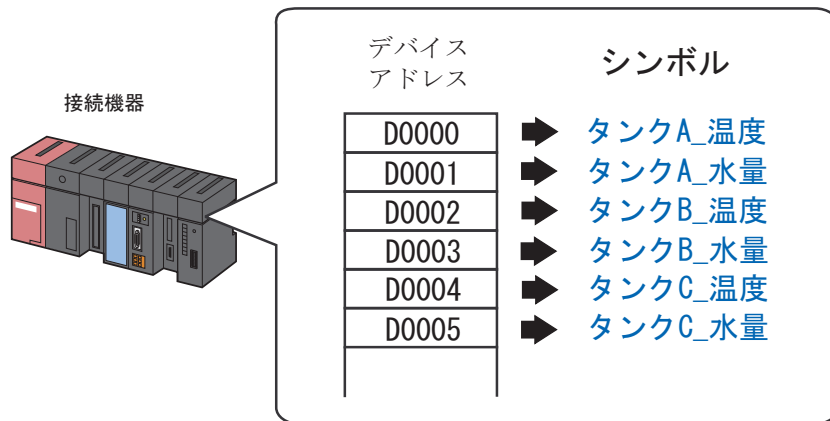 デバイス
アドレス
シンボル
接続機器
D0000 タンクA_温度
D0001 タンクA_水量
D0002 タンクB_温度
D0003 タンクB_水量
D0004 タンクC_温度
D0005 タンクC_水量